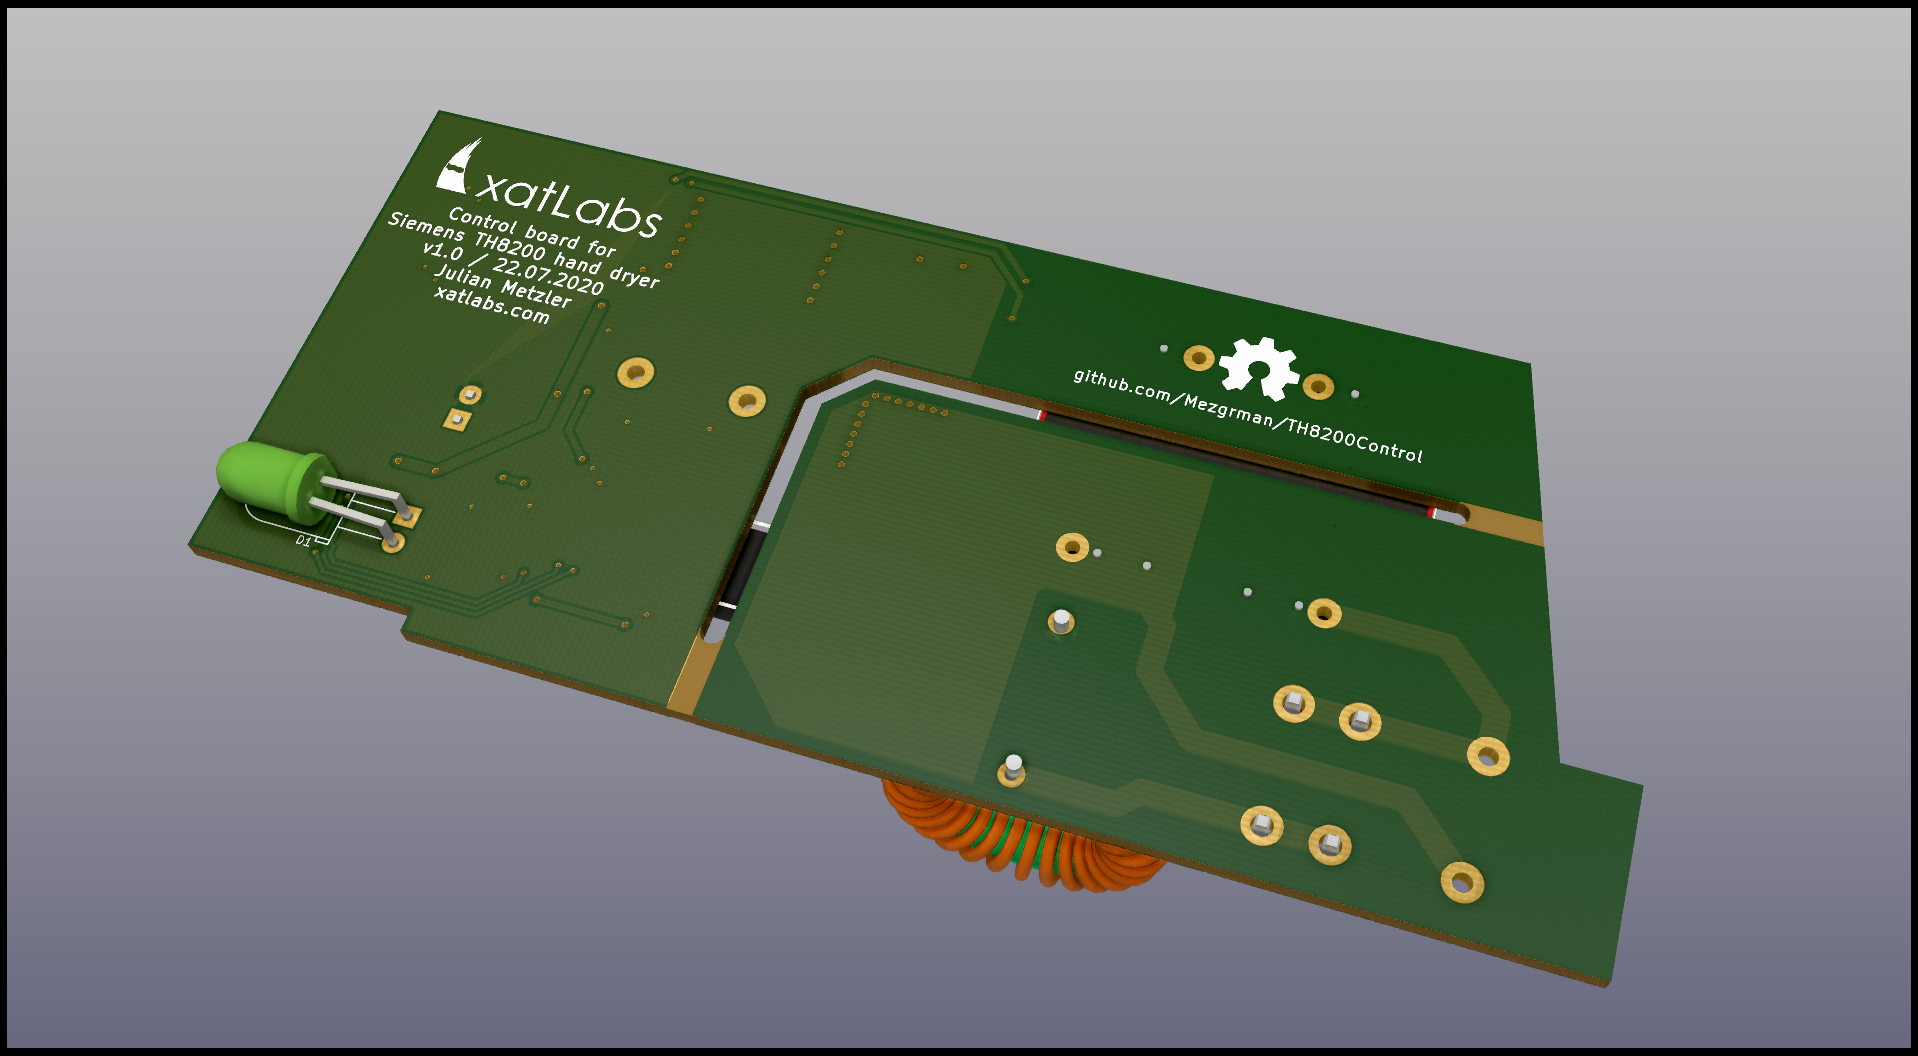 xatLabs
Control board for
Siemens TH8200 hand dryer
v1.0 / 22.07.2020
Julian Metzler
xatlabs.com
github.com/Mezgrman/TH8200Control
D1